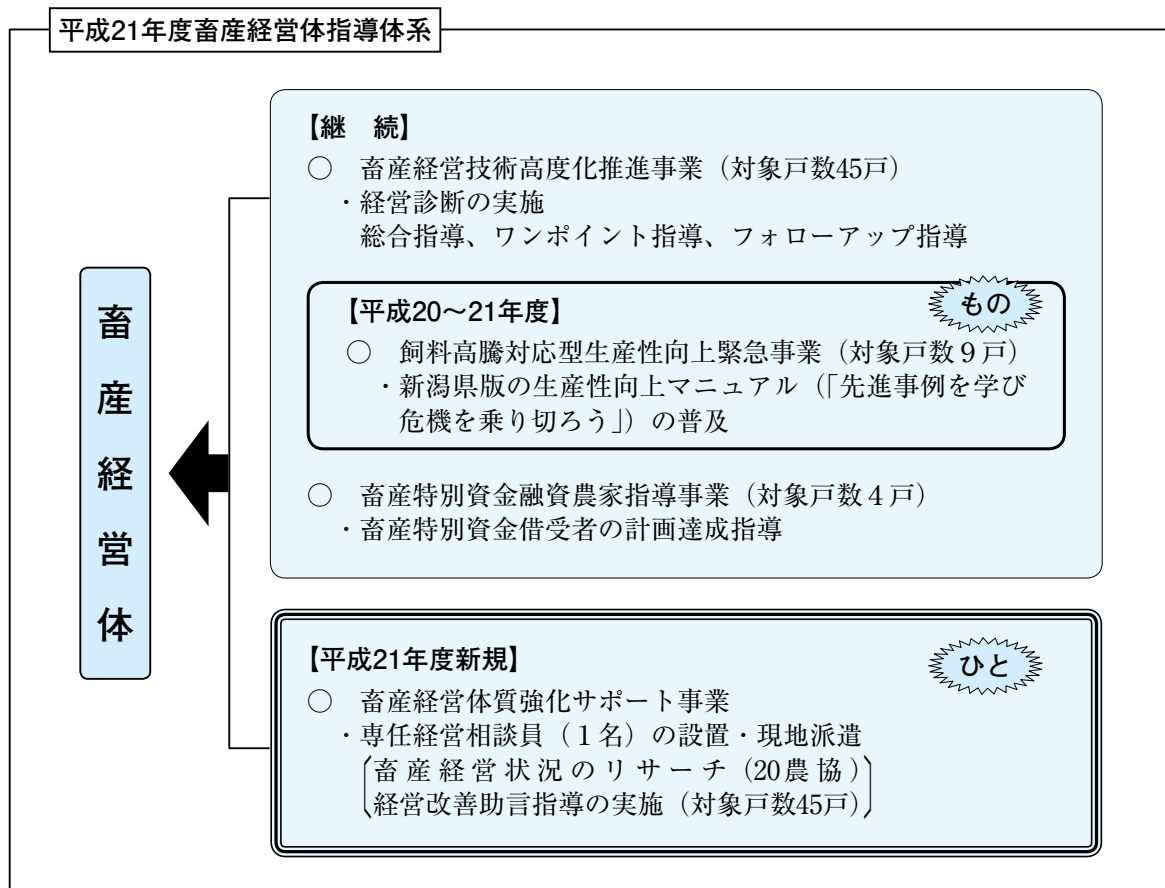 平成21年度畜産経営体指導体系
畜産経営体
【継　続】
○　畜産経営技術高度化推進事業（対象戸数45戸）
・経営診断の実施
総合指導、ワンポイント指導、フォローアップ指導
もの
【平成20～21年度】
○　飼料高騰対応型生産性向上緊急事業（対象戸数９戸）
・新潟県版の生産性向上マニュアル（「先進事例を学び
危機を乗り切ろう」）の普及
○　畜産特別資金融資農家指導事業（対象戸数４戸）
・畜産特別資金借受者の計画達成指導
【平成21年度新規】
ひと
○　畜産経営体質強化サポート事業
・専任経営相談員（１名）の設置・現地派遣
畜産経営状況のリサーチ（20農協）
経営改善助言指導の実施（対象戸数45戸）